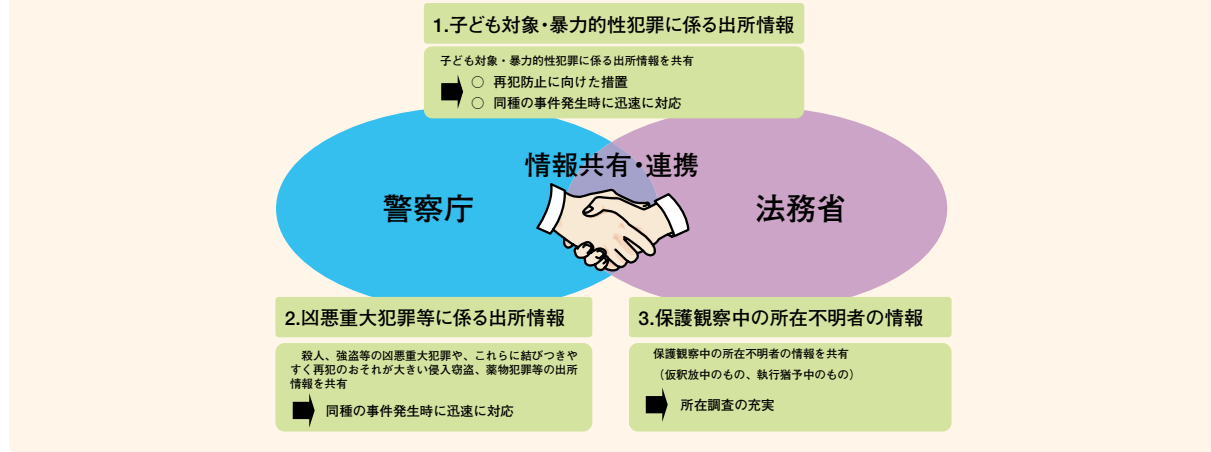 1.子ども対象・暴力的性犯罪に係る出所情報
子ども対象・暴力的性犯罪に係る出所情報を共有
○ 再犯防止に向けた措置
○ 同種の事件発生時に迅速に対応
情報共有・連携
警察庁
法務省
2.凶悪重大犯罪等に係る出所情報
殺人、強盗等の凶悪重大犯罪や、これらに結びつきや
すく再犯のおそれが大きい侵入窃盗、薬物犯罪等の出所
情報を共有
同種の事件発生時に迅速に対応
3.保護観察中の所在不明者の情報
保護観察中の所在不明者の情報を共有
（仮釈放中のもの、執行猶予中のもの）
所在調査の充実